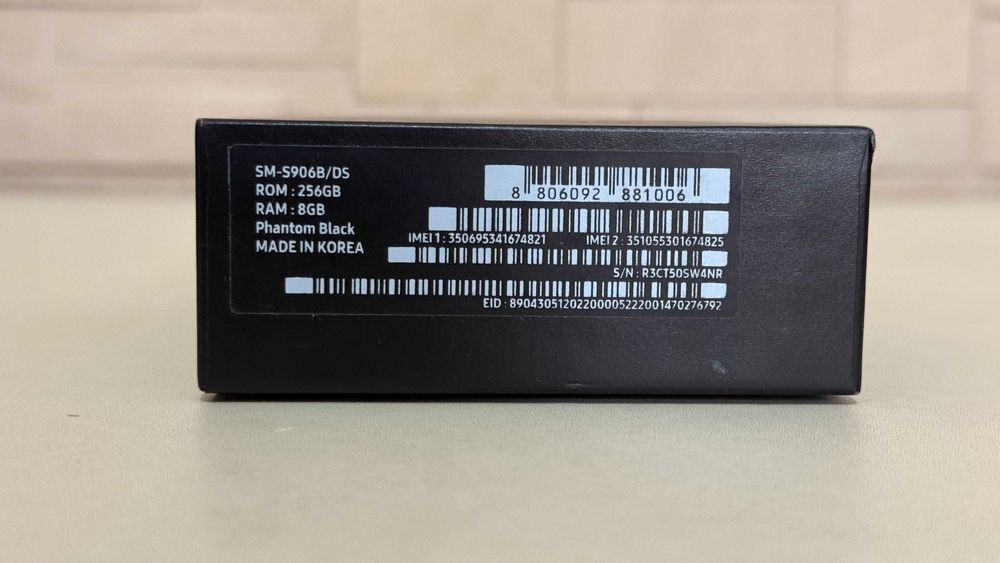 SM-S906B/DS
ROM : 256GB
RAM : 8GB
Phantom Black
MADE IN KOREA
8 806092 881006
IMEI 1 : 350695341674821 IMEI 2 : 351055301674825
S/N : R3CT50SW4NR
EID : 89043051202200005222001470276792